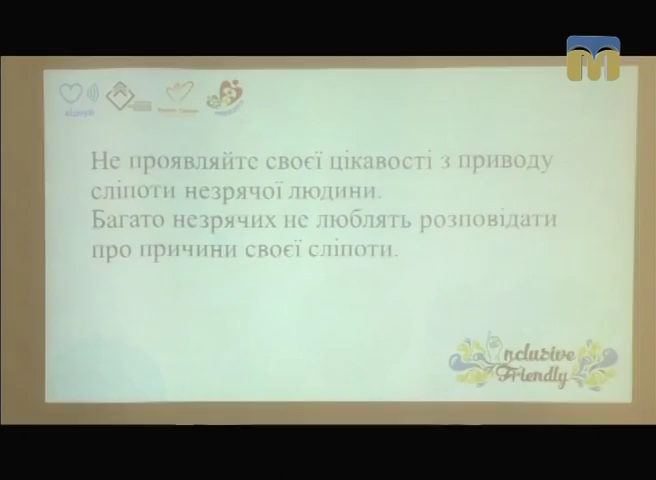 Не проявляйте своєї цікавості з приводу
сліпоти незрячої людини.
Багато незрячих не люблять розповідати
про причини своєї сліпоти.
Inclusive
Friendly